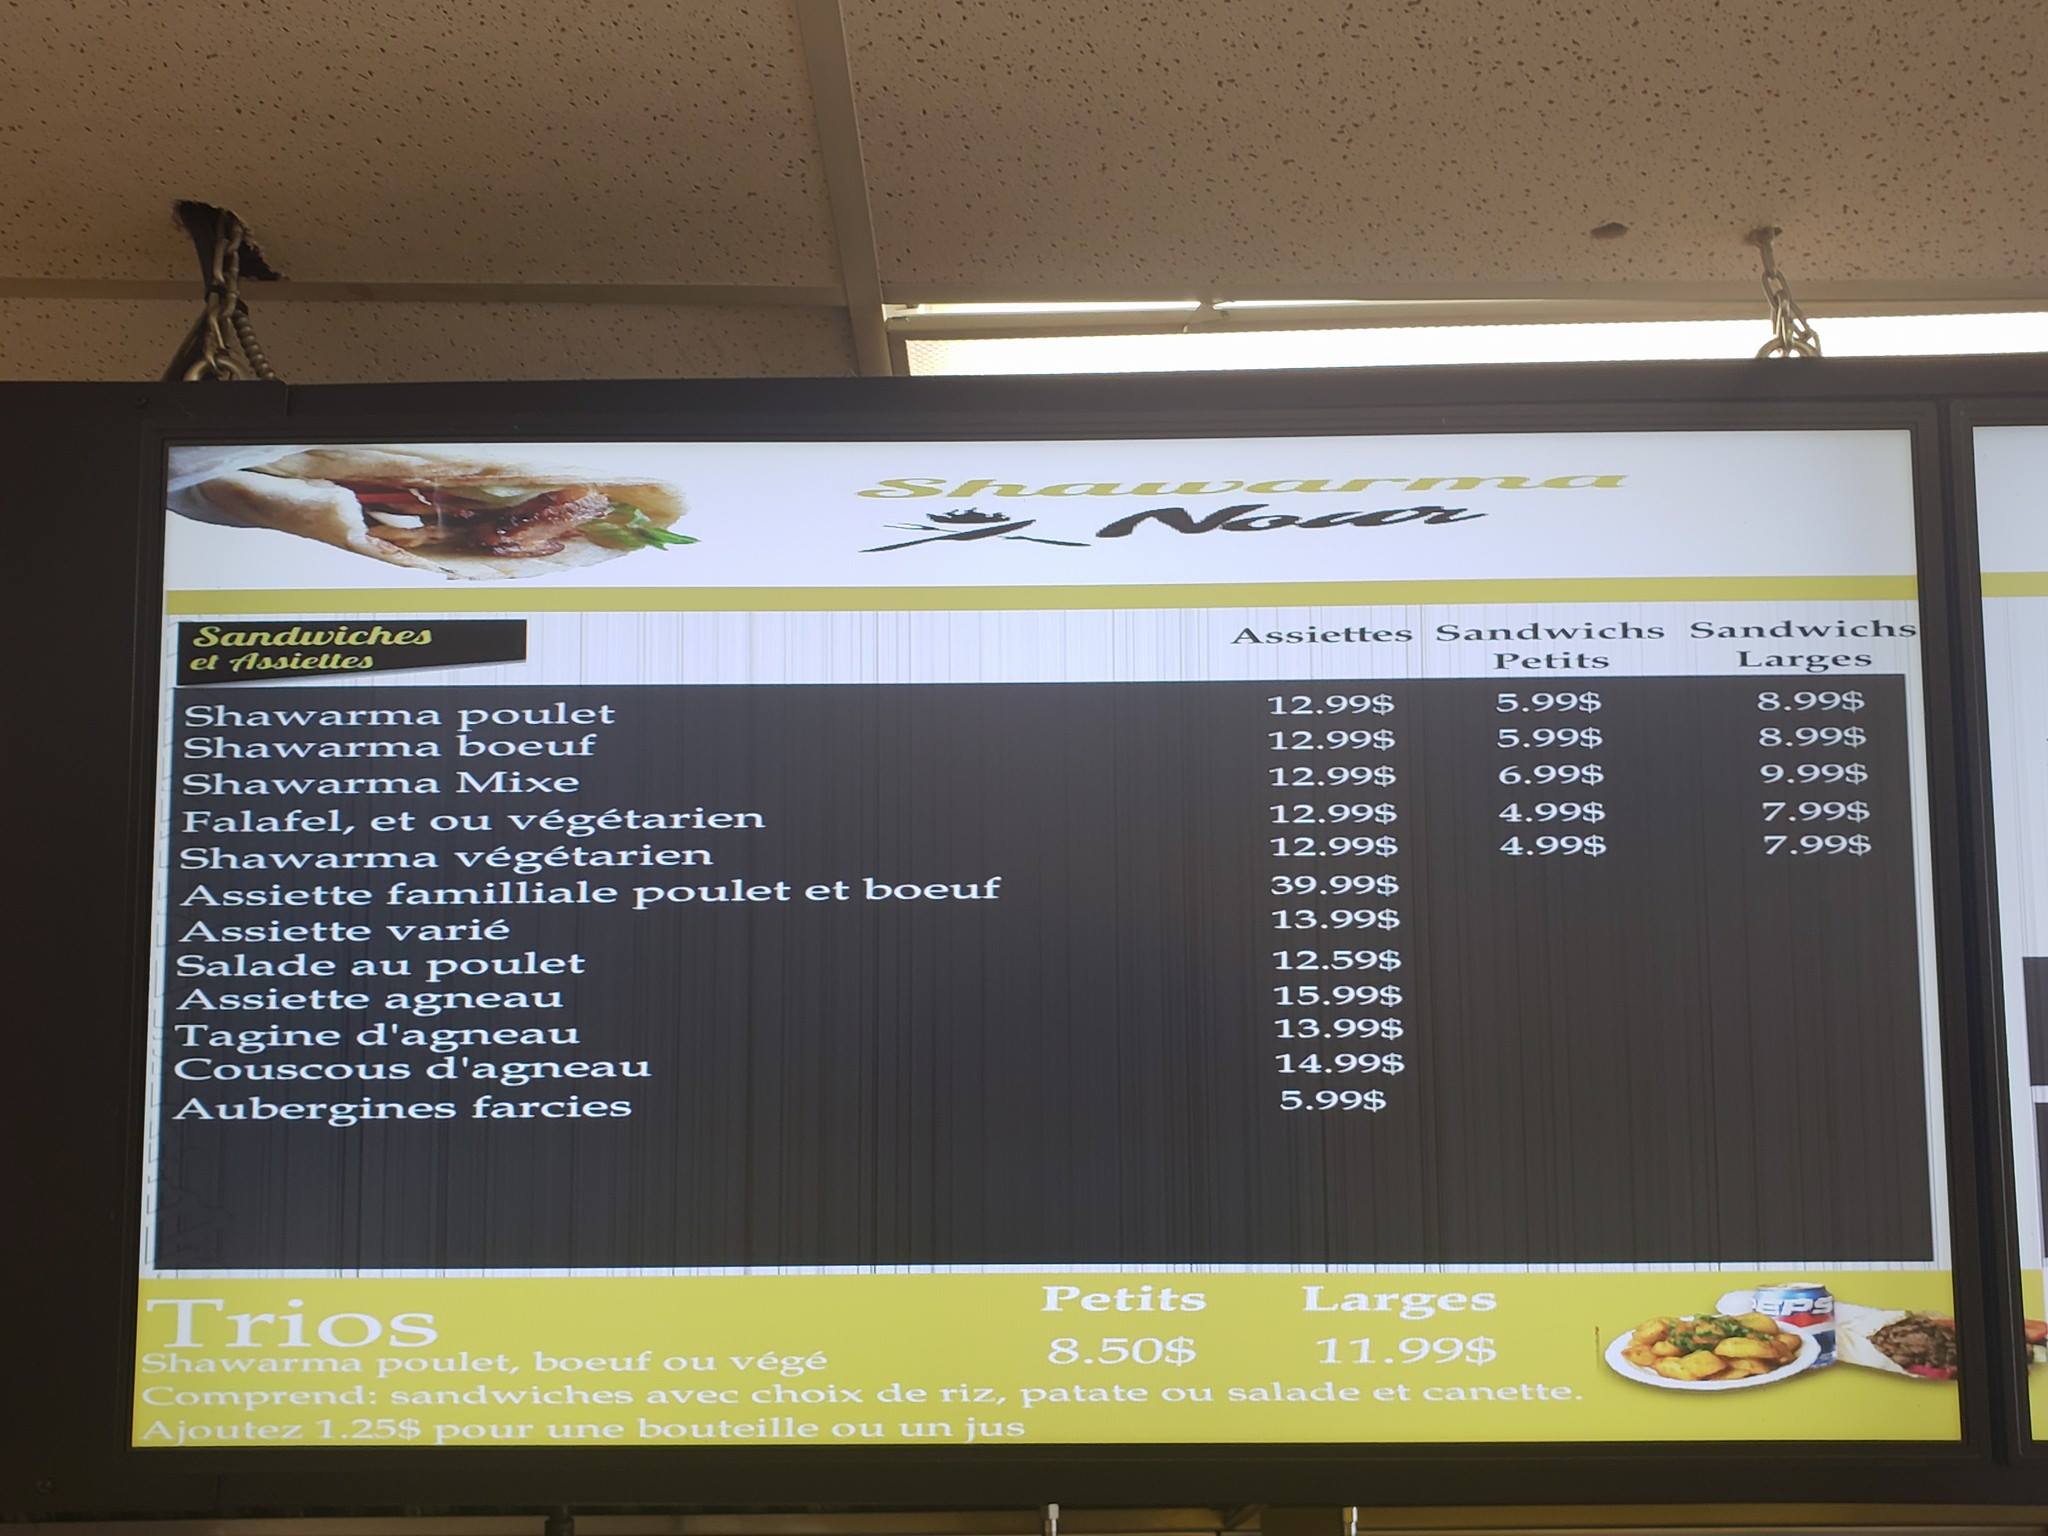 Shawarma
Nour
Sandwiches
et Assiettes
Assiettes Sandwichs Sandwichs
Petits Larges
Shawarma poulet 12.99$ 5.99$ 8.99$
Shawarma boeuf 12.99$ 5.99$ 8.99$
Shawarma Mixe 12.99$ 6.99$ 9.99$
Falafel, et ou végétarien 12.99$ 4.99$ 7.99$
Shawarma végétarien 12.99$ 4.99$ 7.99$
Assiette familliale poulet et boeuf 39.99$
Assiette varié 13.99$
Salade au poulet 12.59$
Assiette agneau 15.99$
Tagine d'agneau 13.99$
Couscous d'agneau 14.99$
Aubergines farcies 5.99$
Trios Petits Larges
8.50$ 11.99$
Shawarma poulet, boeuf ou végé
Comprend: sandwiches avec choix de riz, patate ou salade et canette.
Ajoutez 1.25$ pour une bouteille ou un jus
PEPS